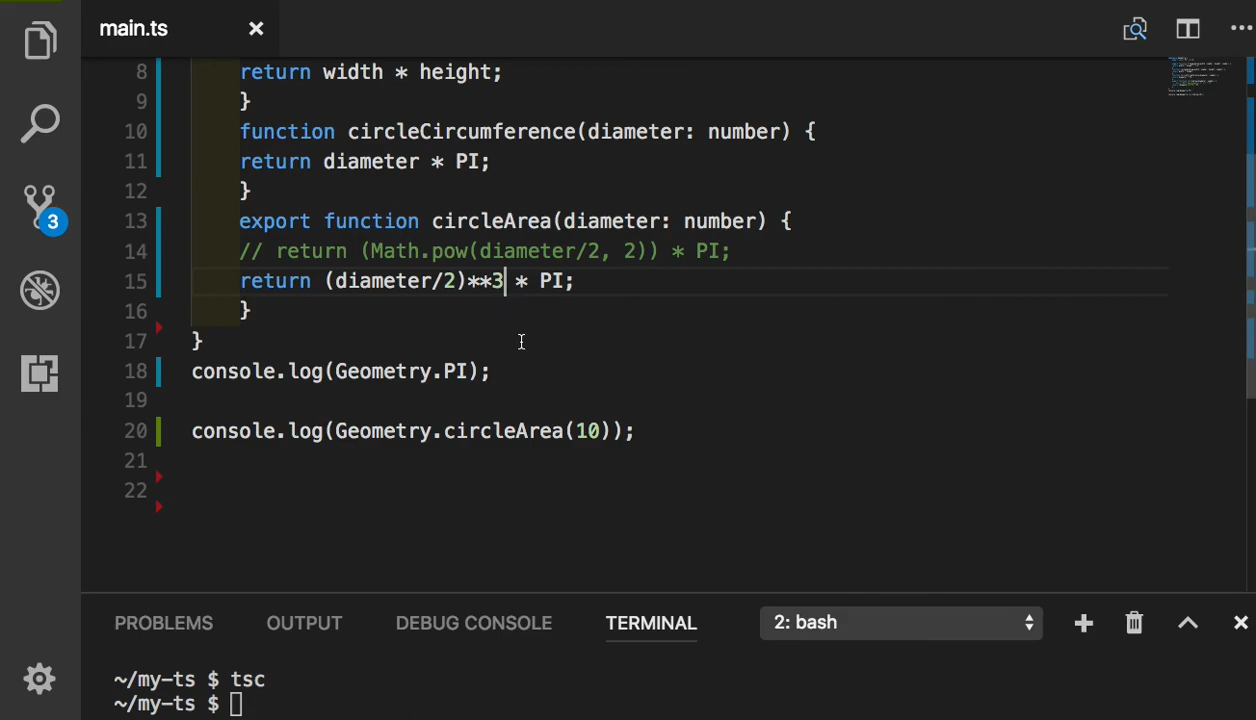 main.ts
8 return width * height;
9 }
10 function circleCircumference(diameter: number) {
11 return diameter * PI;
12 }
13 export function circleArea(diameter: number) {
14 // return (Math.pow(diameter/2, 2)) * PI;
15 return (diameter/2)**3 * PI;
16 }
17 }
18 console.log(Geometry.PI);
19
20 console.log(Geometry.circleArea(10));
21
22
3
PROBLEMS OUTPUT DEBUG CONSOLE TERMINAL 2: bash
~/my-ts $ tsc
~/my-ts $